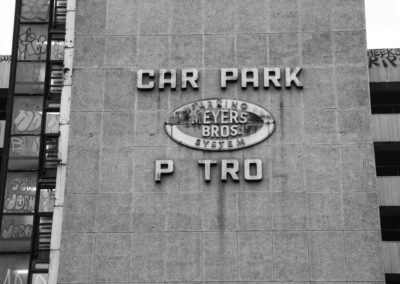 CAR PARK
PARKING
MEYERS
BROS.
SYSTEM
P TRO